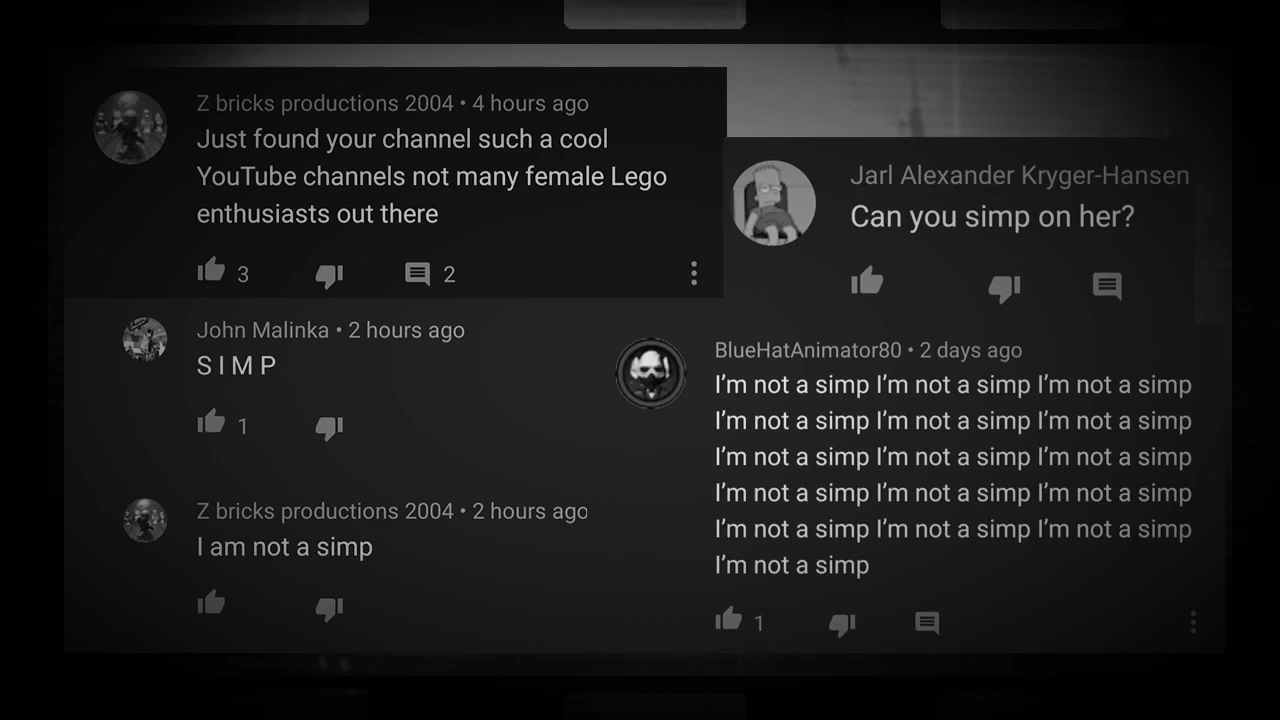 Z bricks productions 2004 • 4 hours ago
Just found your channel such a cool
YouTube channels not many female Lego
enthusiasts out there
3
2
John Malinka • 2 hours ago
S I M P
1
Z bricks productions 2004 • 2 hours ago
I am not a simp
Jarl Alexander Kryger-Hansen
Can you simp on her?
BlueHatAnimator80 • 2 days ago
I'm not a simp I'm not a simp I'm not a simp
I'm not a simp I'm not a simp I'm not a simp
I'm not a simp I'm not a simp I'm not a simp
I'm not a simp I'm not a simp I'm not a simp
I'm not a simp I'm not a simp I'm not a simp
I'm not a simp
1